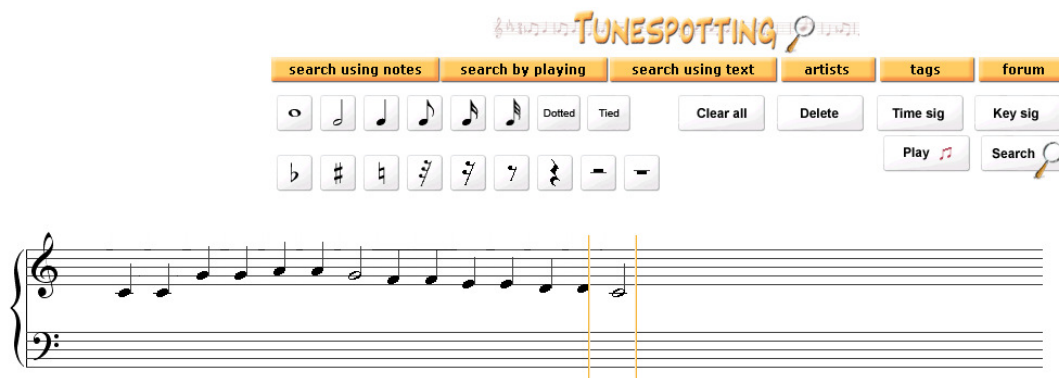 TUNESPOTTING
search using notes search by playing search using text artists tags forum
Dotted Tied Clear all Delete Time sig Key sig
Play Search